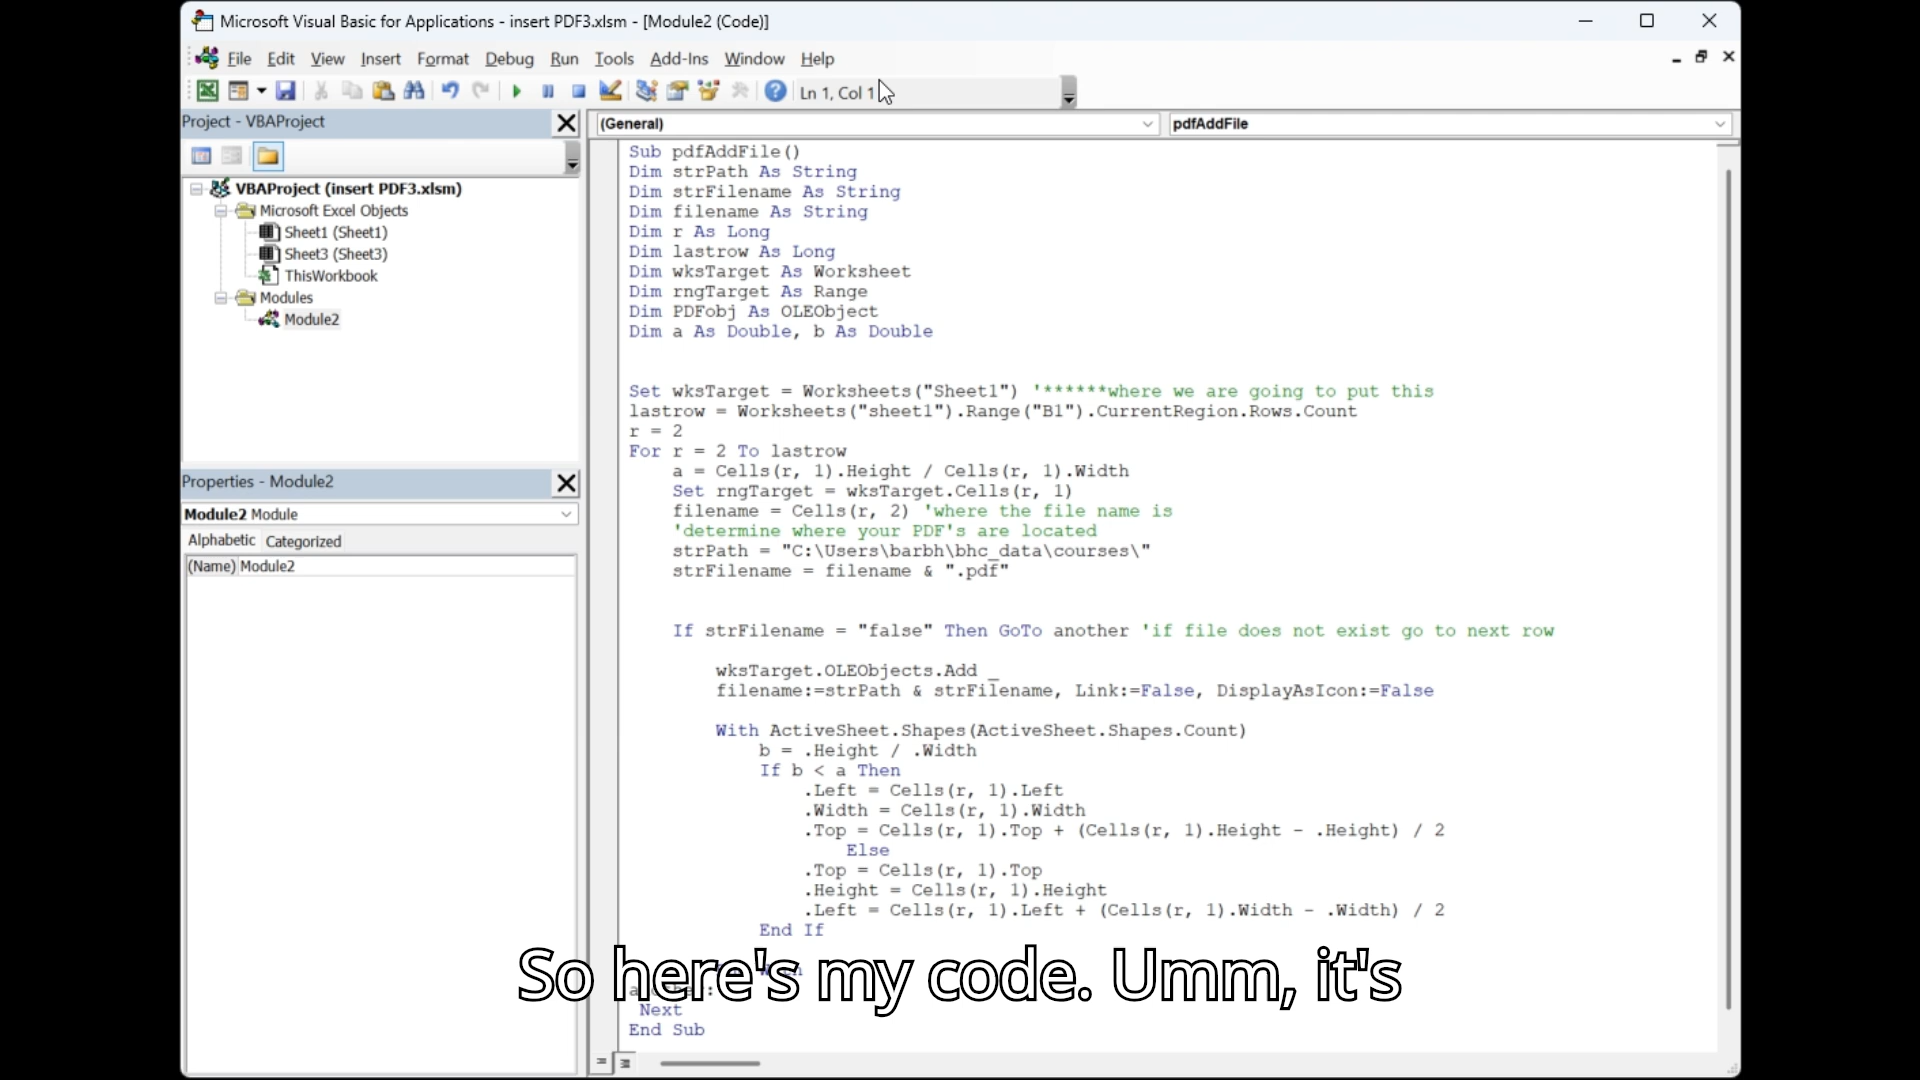 Microsoft Visual Basic for Applications - insert PDF3.xlsm - [Module2 (Code)]
File Edit View Insert Format Debug Run Tools Add-Ins Window Help
Ln 1, Col 1
Project - VBAProject
(General)
pdfAddFile
VBAProject (insert PDF3.xlsm)
Microsoft Excel Objects
Sheet1 (Sheet1)
Sheet3 (Sheet3)
ThisWorkbook
Modules
Module2
Properties - Module2
Module2 Module
Alphabetic Categorized
(Name) Module2
Sub pdfAddFile()
Dim strPath As String
Dim strFilename As String
Dim filename As String
Dim r As Long
Dim lastrow As Long
Dim wksTarget As Worksheet
Dim rngTarget As Range
Dim PDFobj As OLEObject
Dim a As Double, b As Double
Set wksTarget = Worksheets("Sheet1") '******where we are going to put this
lastrow = Worksheets("sheet1").Range("B1").CurrentRegion.Rows.Count
r = 2
For r = 2 To lastrow
a = Cells(r, 1).Height / Cells(r, 1).Width
Set rngTarget = wksTarget.Cells(r, 1)
filename = Cells(r, 2) 'where the file name is
'determine where your PDF's are located
strPath = "C:\Users\barbh\bhc_data\courses\"
strFilename = filename & ".pdf"
If strFilename = "false" Then GoTo another 'if file does not exist go to next row
wksTarget.OLEObjects.Add _
filename:=strPath & strFilename, Link:=False, DisplayAsIcon:=False
With ActiveSheet.Shapes(ActiveSheet.Shapes.Count)
b = .Height / .Width
If b < a Then
.Left = Cells(r, 1).Left
.Width = Cells(r, 1).Width
.Top = Cells(r, 1).Top + (Cells(r, 1).Height - .Height) / 2
Else
.Top = Cells(r, 1).Top
.Height = Cells(r, 1).Height
.Left = Cells(r, 1).Left + (Cells(r, 1).Width - .Width) / 2
End If
Next
End Sub
So here's my code. Umm, it's